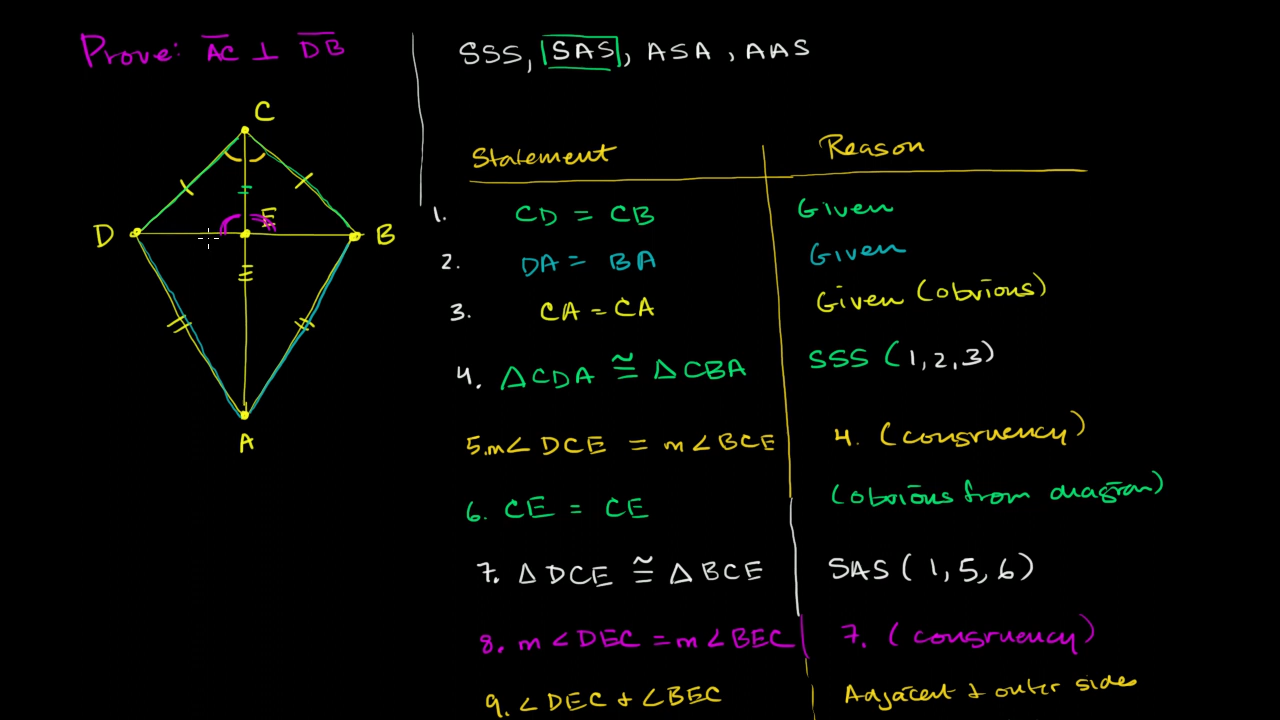 Prove: AC ⊥ DB
SSS, SAS, ASA, AAS
C
D
E
B
A
Statement Reason
1. CD = CB Given
2. DA = BA Given
3. CA = CA Given (obvious)
4. △CDA ≅ △CBA SSS (1,2,3)
5. m∠DCE = m∠BCE 4. (congruency)
6. CE = CE (obvious from diagram)
7. △DCE ≅ △BCE SAS (1,5,6)
8. m∠DEC = m∠BEC 7. (congruency)
9. ∠DEC + ∠BEC Adjacent + outer sides